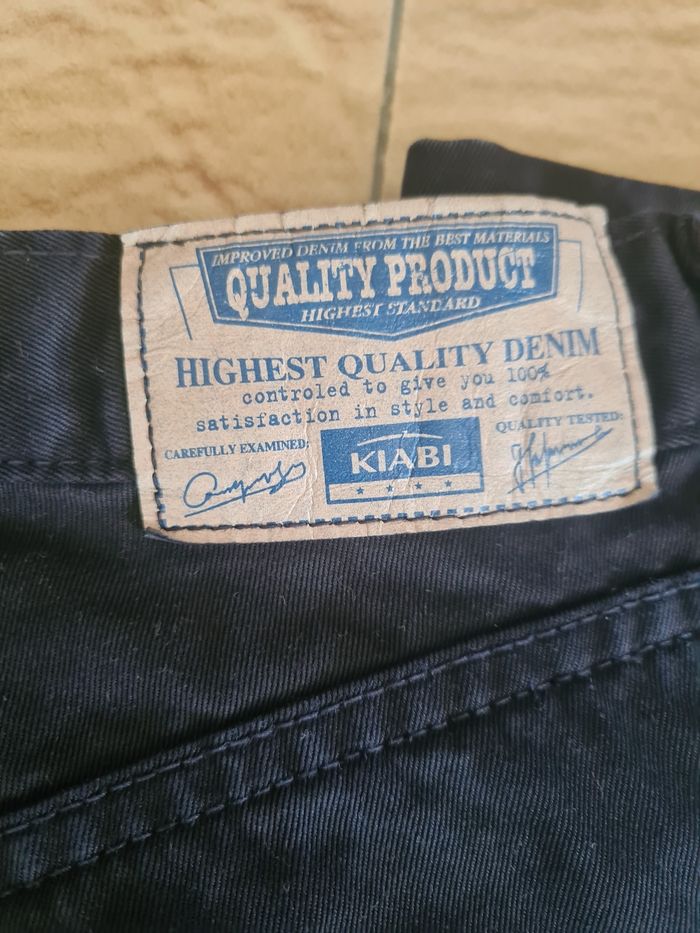 IMPROVED DENIM FROM THE BEST MATERIALS
QUALITY PRODUCT
HIGHEST STANDARD
HIGHEST QUALITY DENIM
controled to give you 100%
satisfaction in style and comfort.
CAREFULLY EXAMINED:
QUALITY TESTED:
KIABI